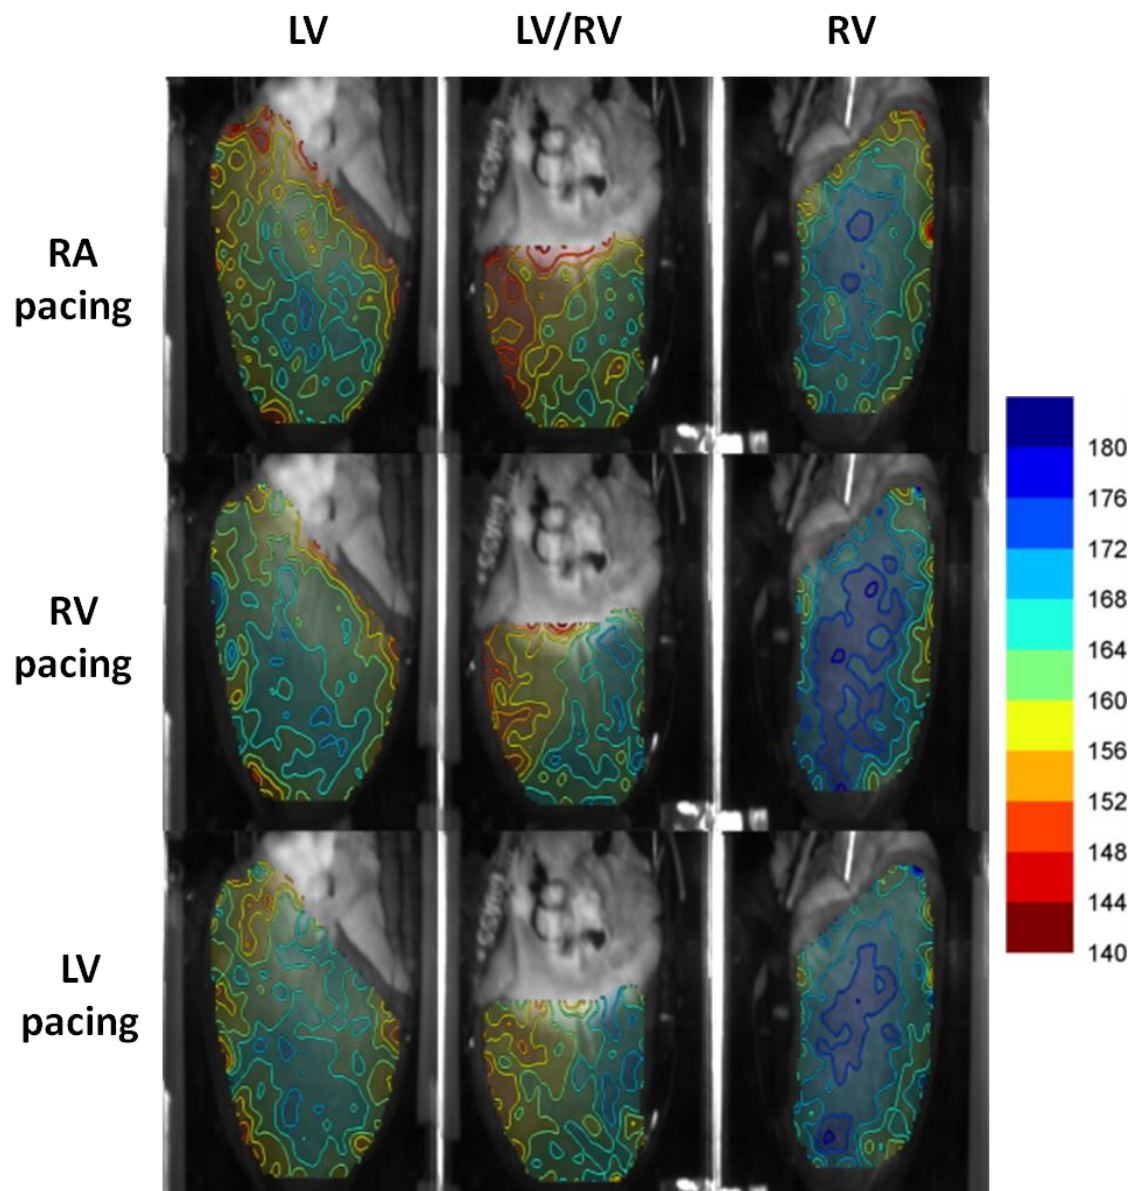 LV
LV/RV
RV
RA
pacing
RV
pacing
LV
pacing
180
176
172
168
164
160
156
152
148
144
140